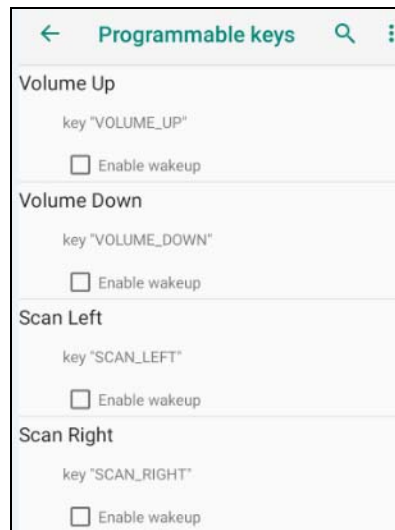 Programmable keys
Volume Up
key "VOLUME_UP"
Enable wakeup
Volume Down
key "VOLUME_DOWN"
Enable wakeup
Scan Left
key "SCAN_LEFT"
Enable wakeup
Scan Right
key "SCAN_RIGHT"
Enable wakeup